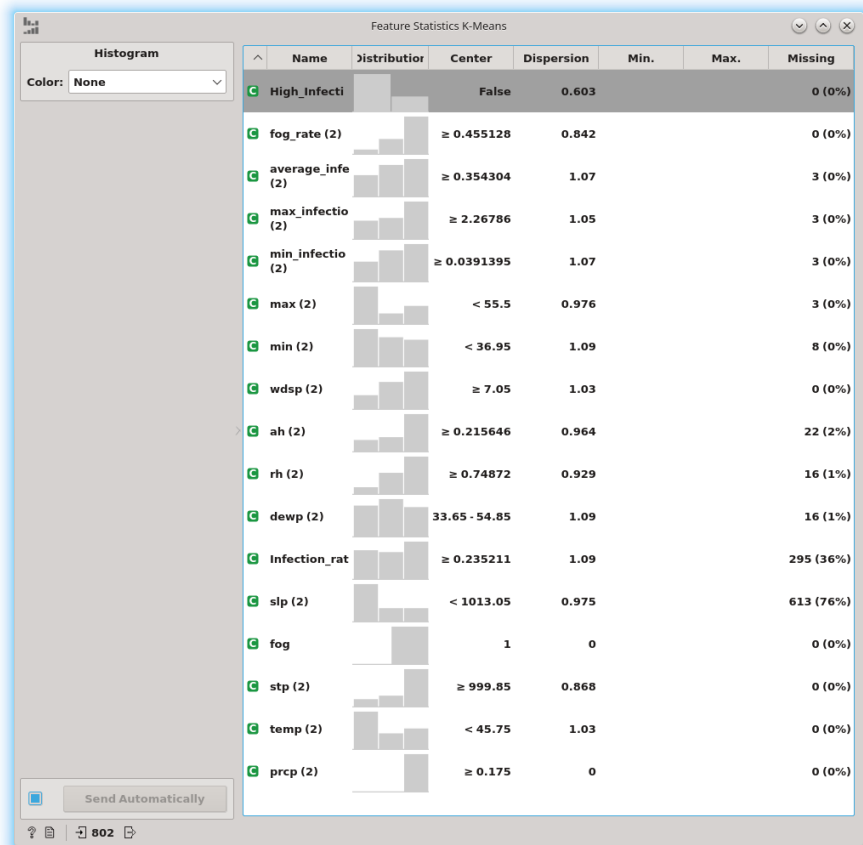 Feature Statistics K-Means
Histogram
Color: None
Name Distribution Center Dispersion Min. Max. Missing
C High_Infecti False 0.603 0 (0%)
C fog_rate (2) ≥ 0.455128 0.842 0 (0%)
C average_infe (2) ≥ 0.354304 1.07 3 (0%)
C max_infectio (2) ≥ 2.26786 1.05 3 (0%)
C min_infectio (2) ≥ 0.0391395 1.07 3 (0%)
C max (2) < 55.5 0.976 3 (0%)
C min (2) < 36.95 1.09 8 (0%)
C wdsp (2) ≥ 7.05 1.03 0 (0%)
C ah (2) ≥ 0.215646 0.964 22 (2%)
C rh (2) ≥ 0.74872 0.929 16 (1%)
C dewp (2) 33.65 - 54.85 1.09 16 (1%)
C Infection_rat ≥ 0.235211 1.09 295 (36%)
C slp (2) < 1013.05 0.975 613 (76%)
C fog 1 0 0 (0%)
C stp (2) ≥ 999.85 0.868 0 (0%)
C temp (2) < 45.75 1.03 0 (0%)
C prcp (2) ≥ 0.175 0 0 (0%)
Send Automatically
? 802